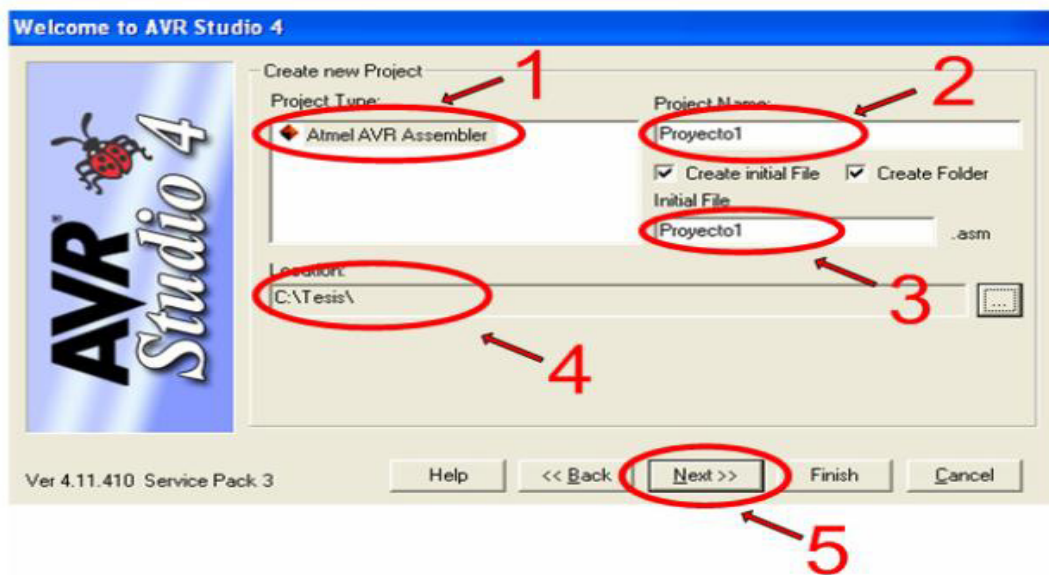 Welcome to AVR Studio 4
Create new Project
1
Project Type:
Atmel AVR Assembler
Project Name:
2
Proyecto1
Create initial File
Create Folder
Initial File
Proyecto1
.asm
3
Location:
C:\Tesis\
...
4
AVR®
Studio 4
Ver 4.11.410 Service Pack 3
Help
<< Back
Next >>
Finish
Cancel
5